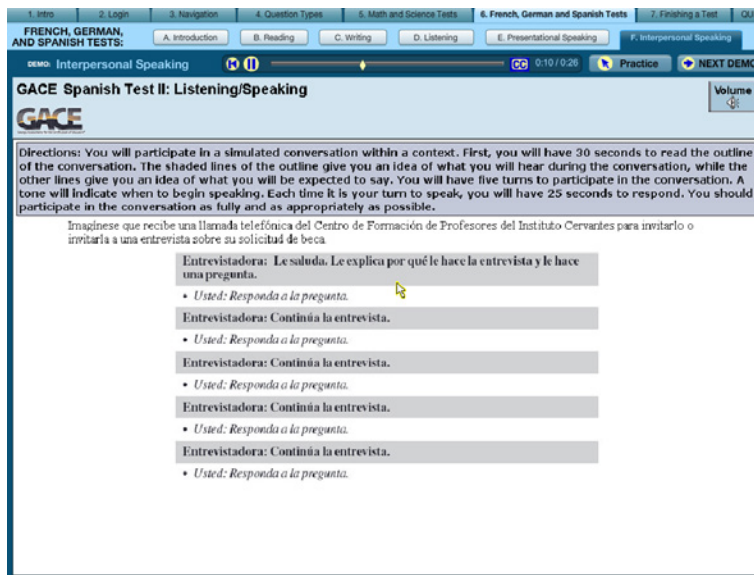 1. Intro 2. Login 3. Navigation 4. Question Types 5. Math and Science Tests 6. French, German and Spanish Tests 7. Finishing a Test
FRENCH, GERMAN,
AND SPANISH TESTS:
A. Introduction B. Reading C. Writing D. Listening E. Presentational Speaking F. Interpersonal Speaking
DEMO: Interpersonal Speaking CC 0:10 / 0:26 Practice NEXT DEMO
GACE Spanish Test II: Listening/Speaking
Volume
GACE
Directions: You will participate in a simulated conversation within a context. First, you will have 30 seconds to read the outline
of the conversation. The shaded lines of the outline give you an idea of what you will hear during the conversation, while the
other lines give you an idea of what you will be expected to say. You will have five turns to participate in the conversation. A
tone will indicate when to begin speaking. Each time it is your turn to speak, you will have 25 seconds to respond. You should
participate in the conversation as fully and as appropriately as possible.
Imagínese que recibe una llamada telefónica del Centro de Formación de Profesores del Instituto Cervantes para invitarlo o
invitarla a una entrevista sobre su solicitud de beca
Entrevistadora: Le saluda. Le explica por qué le hace la entrevista y le hace
una pregunta.
• Usted: Responda a la pregunta.
Entrevistadora: Continúa la entrevista.
• Usted: Responda a la pregunta.
Entrevistadora: Continúa la entrevista.
• Usted: Responda a la pregunta.
Entrevistadora: Continúa la entrevista.
• Usted: Responda a la pregunta.
Entrevistadora: Continúa la entrevista.
• Usted: Responda a la pregunta.